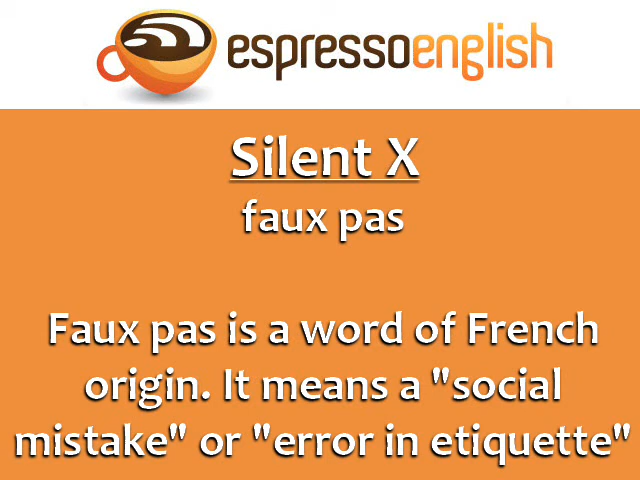 espressoenglish
Silent X
faux pas
Faux pas is a word of French
origin. It means a "social
mistake" or "error in etiquette"